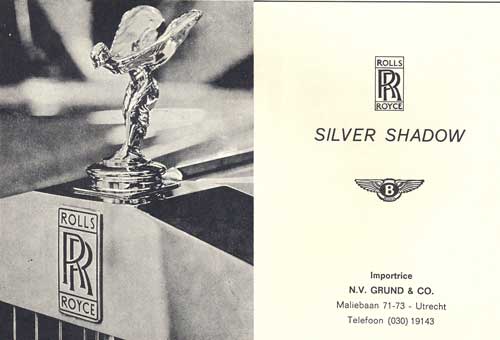 ROLLS
RR
ROYCE
ROLLS
RR
ROYCE
SILVER SHADOW
B
Importrice
N.V. GRUND & CO.
Maliebaan 71-73 - Utrecht
Telefoon (030) 19143